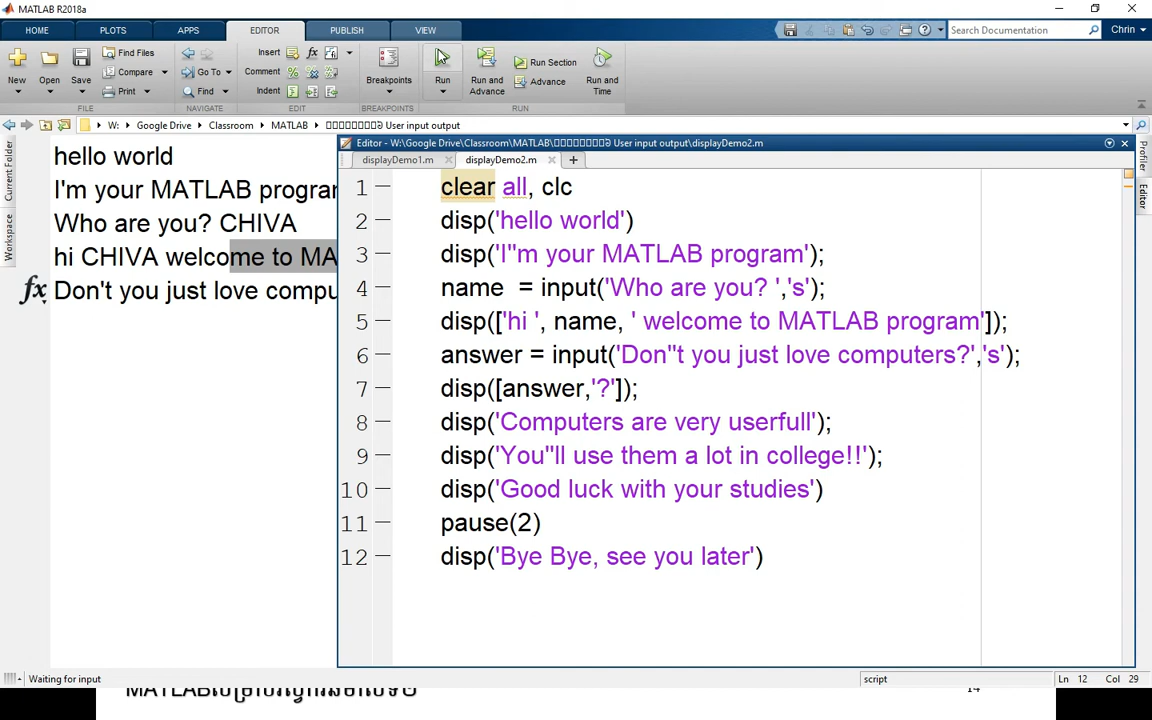 MATLAB R2018a
HOME PLOTS APPS EDITOR PUBLISH VIEW Search Documentation Chrin
New Open Save Find Files Compare Print Go To Find Insert Comment Indent Breakpoints Run Run and Advance Run Section Advance Run and Time
FILE NAVIGATE EDIT BREAKPOINTS RUN
W: Google Drive Classroom MATLAB User input output
Current Folder
Workspace
hello world
I'm your MATLAB progra
Who are you? CHIVA
hi CHIVA welcome to MA
fx Don't you just love compu
Editor - W:\Google Drive\Classroom\MATLAB\ User input output\displayDemo2.m
displayDemo1.m displayDemo2.m
1 clear all, clc
2 disp('hello world')
3 disp('I''m your MATLAB program');
4 name = input('Who are you? ','s');
5 disp(['hi ', name, ' welcome to MATLAB program']);
6 answer = input('Don''t you just love computers?','s');
7 disp([answer,'?']);
8 disp('Computers are very userfull');
9 disp('You''ll use them a lot in college!!');
10 disp('Good luck with your studies')
11 pause(2)
12 disp('Bye Bye, see you later')
Profiler
Editor
Waiting for input script Ln 12 Col 29